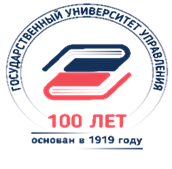 ГОСУДАРСТВЕННЫЙ УНИВЕРСИТЕТ УПРАВЛЕНИЯ
100 ЛЕТ
основан в 1919 году